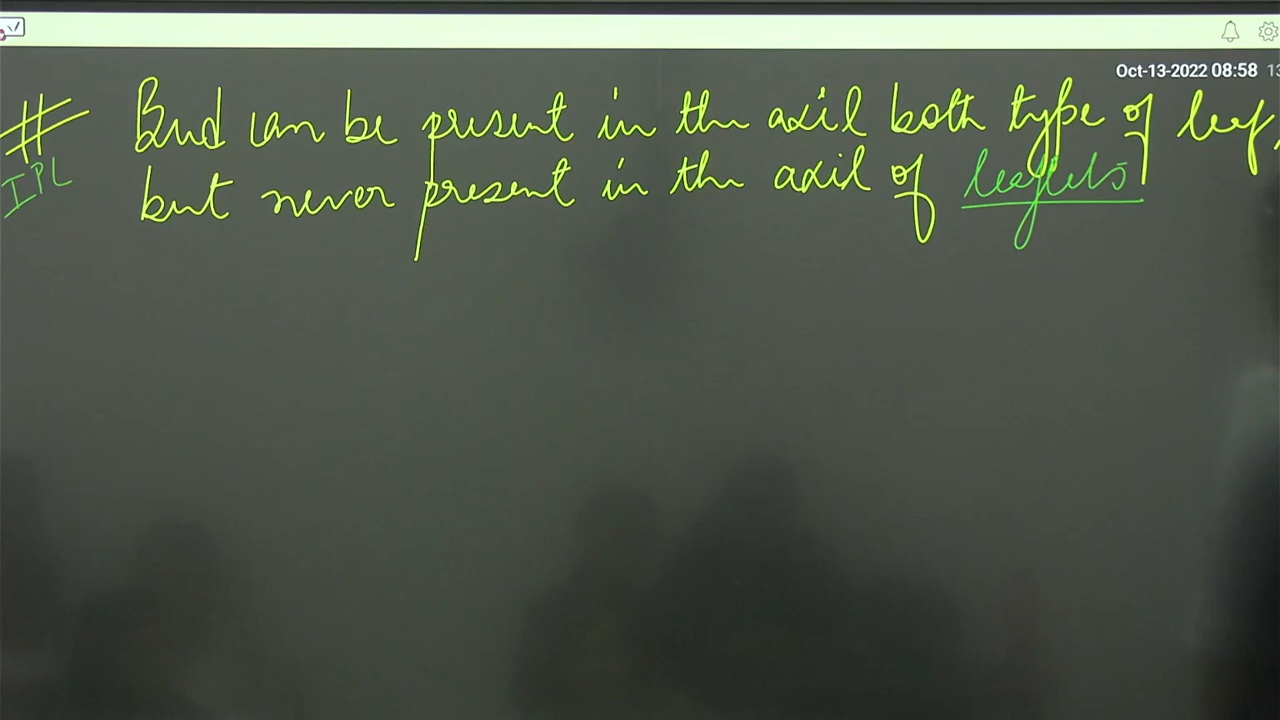 Oct-13-2022 08:58 13
# Bud can be present in the axil both type of leaf,
IPL but never present in the axil of leaflets